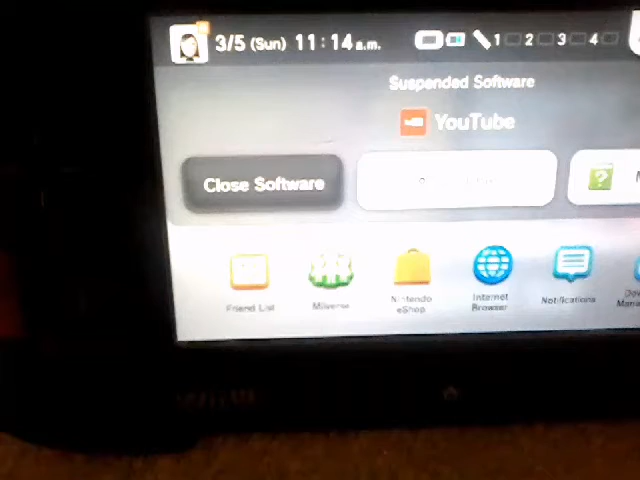 3/5 (Sun) 11:14 a.m. 1 2 3 4
Suspended Software
YouTube
Close Software
Friend List
Miiverse
Nintendo eShop
Internet Browser
Notifications